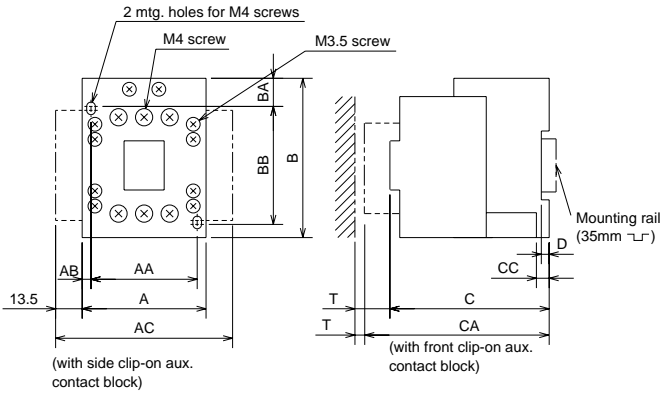 2 mtg. holes for M4 screws
M4 screw
M3.5 screw
BA
BB
B
Mounting rail
(35mm )
D
CC
AB
AA
13.5
A
AC
T
C
T
CA
(with side clip-on aux.
contact block)
(with front clip-on aux.
contact block)